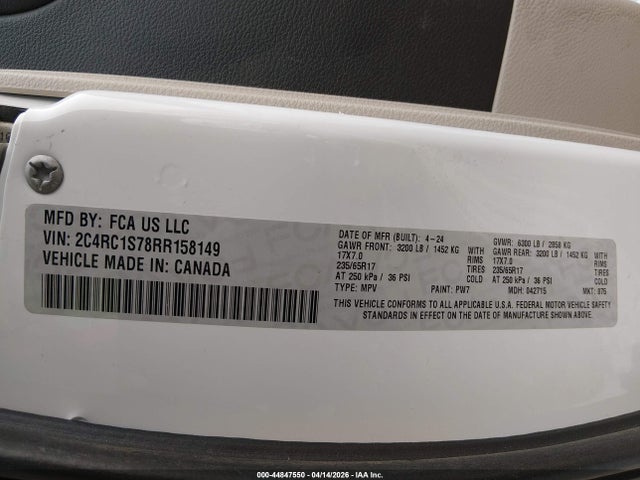 MFD BY: FCA US LLC
VIN: 2C4RC1S78RR158149
VEHICLE MADE IN: CANADA
DATE OF MFR (BUILT): 4-24
GAWR FRONT: 3200 LB / 1452 KG WITH
17X7.0 RIMS
235/65R17 TIRES
AT 250 kPa / 36 PSI COLD
TYPE: MPV PAINT: PW7
GVWR: 6300 LB / 2858 KG
GAWR REAR: 3200 LB / 1452 KG WITH
17X7.0 RIMS
235/65R17 TIRES
AT 250 kPa / 36 PSI COLD
MDH: 042715 MKT: 875
THIS VEHICLE CONFORMS TO ALL APPLICABLE U.S.A. FEDERAL MOTOR VEHICLE SAFETY
STANDARDS IN EFFECT ON THE DATE OF MANUFACTURE SHOWN ABOVE.
000-44847550 - 04/14/2026 - IAA Inc.